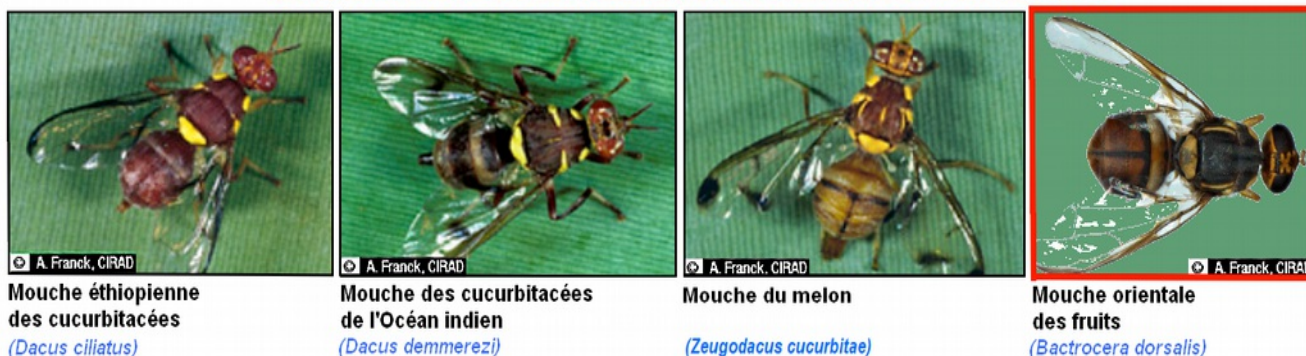 © A. Franck, CIRAD
© A. Franck, CIRAD
© A. Franck. CIRAD
© A. Franck, CIRAD
Mouche éthiopienne
des cucurbitacées
(Dacus ciliatus)
Mouche des cucurbitacées
de l'Océan indien
(Dacus demmerezi)
Mouche du melon
(Zeugodacus cucurbitae)
Mouche orientale
des fruits
(Bactrocera dorsalis)